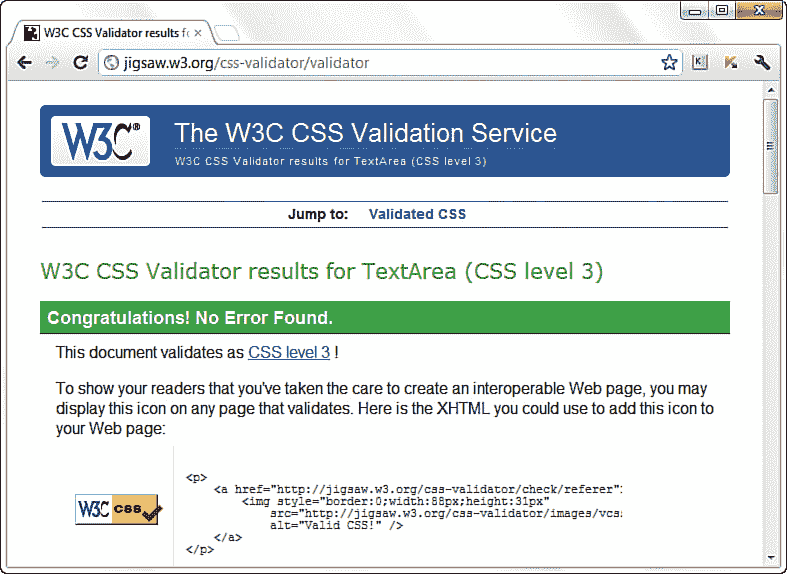 W3C CSS Validator results fo
jigsaw.w3.org/css-validator/validator
W3C®
The W3C CSS Validation Service
W3C CSS Validator results for TextArea (CSS level 3)
Jump to: Validated CSS
W3C CSS Validator results for TextArea (CSS level 3)
Congratulations! No Error Found.
This document validates as CSS level 3 !
To show your readers that you've taken the care to create an interoperable Web page, you may
display this icon on any page that validates. Here is the XHTML you could use to add this icon to
your Web page:
W3C CSS
<p>
<a href="http://jigsaw.w3.org/css-validator/check/referer">
<img style="border:0;width:88px;height:31px"
src="http://jigsaw.w3.org/css-validator/images/vcs
alt="Valid CSS!" />
</a>
</p>